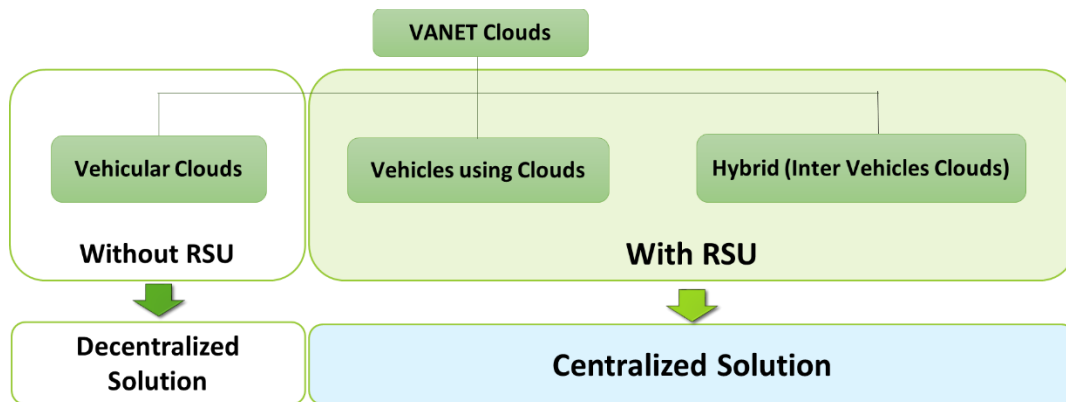 VANET Clouds
Vehicular Clouds
Vehicles using Clouds
Hybrid (Inter Vehicles Clouds)
Without RSU
With RSU
Decentralized
Solution
Centralized Solution